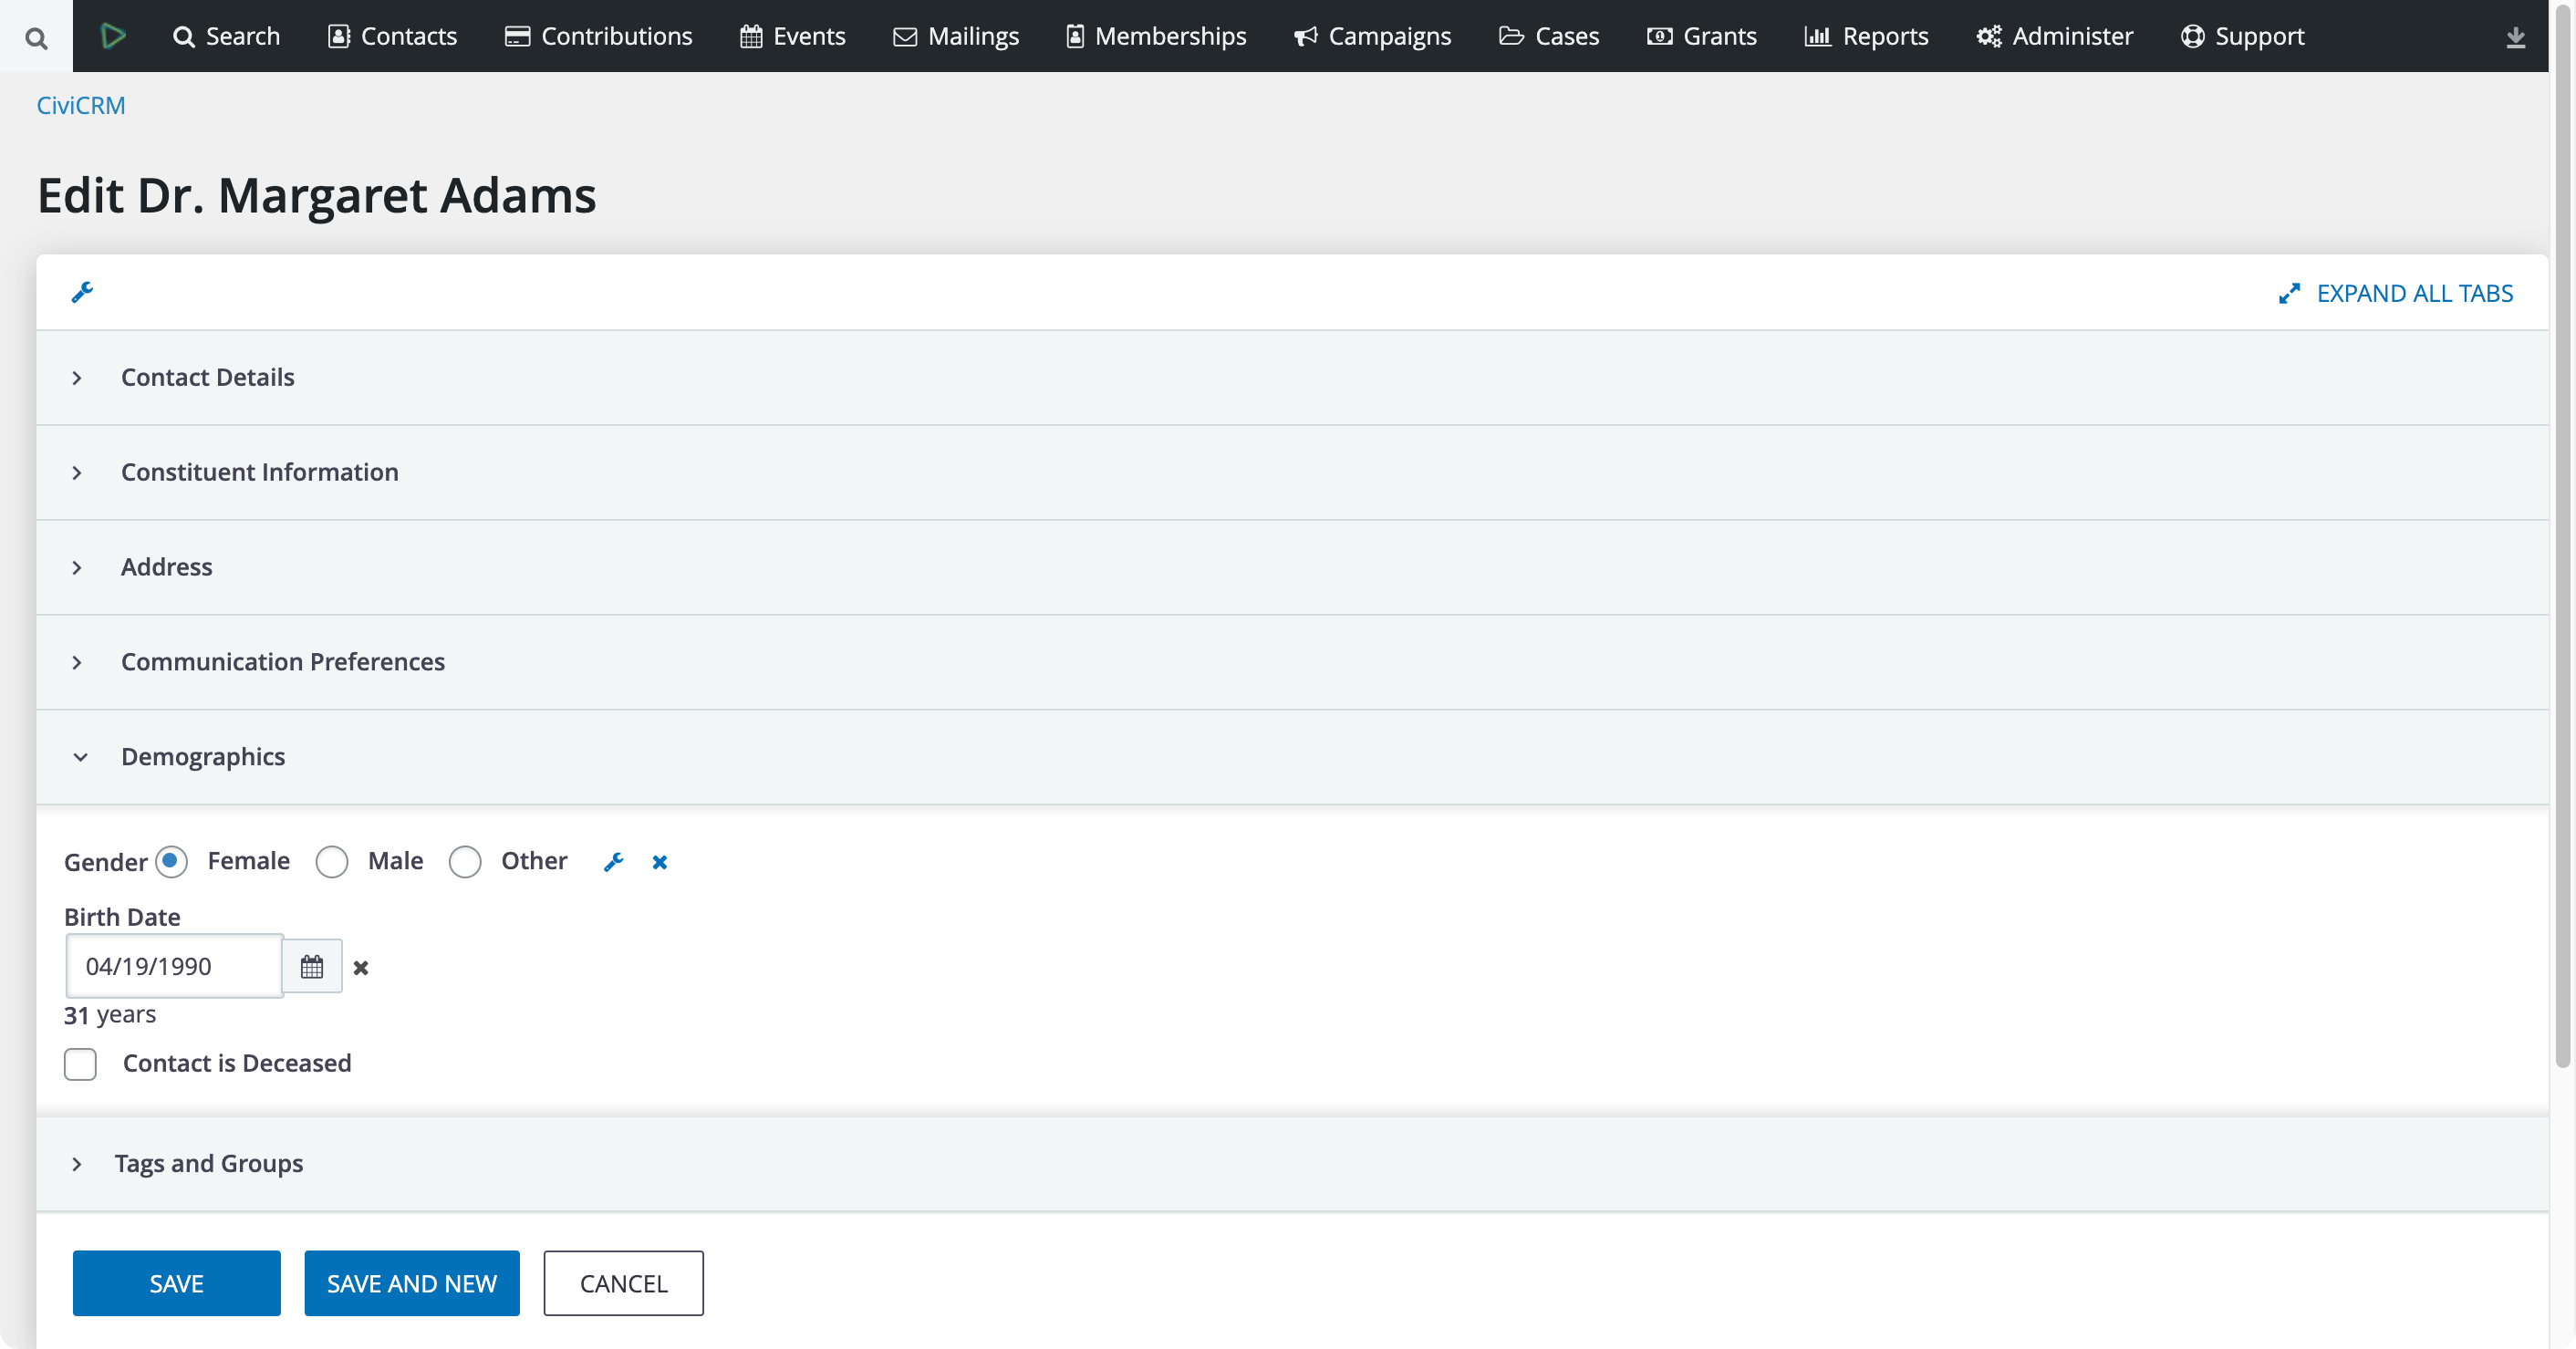 Search Contacts Contributions Events Mailings Memberships Campaigns Cases Grants Reports Administer Support
CiviCRM
Edit Dr. Margaret Adams
EXPAND ALL TABS
Contact Details
Constituent Information
Address
Communication Preferences
Demographics
Gender Female Male Other
Birth Date
04/19/1990
31 years
Contact is Deceased
Tags and Groups
SAVE SAVE AND NEW CANCEL